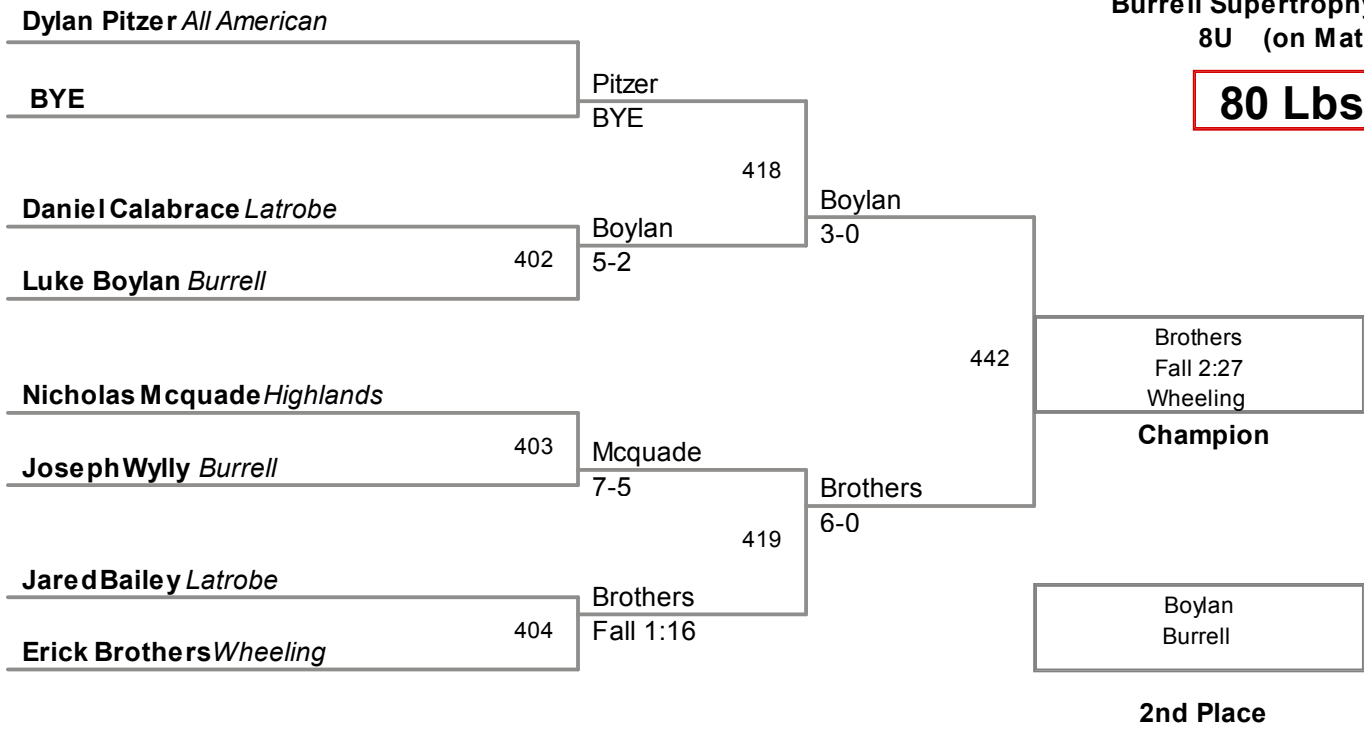 Dylan Pitzer All American
Burrell Supertrophy
8U (on Mat
80 Lbs
BYE
Pitzer
BYE
418
Daniel Calabrace Latrobe
Boylan
3-0
402
Boylan
5-2
Luke Boylan Burrell
442
Brothers
Fall 2:27
Wheeling
Champion
Nicholas Mcquade Highlands
403
Mcquade
7-5
Joseph Wylly Burrell
Brothers
6-0
419
Jared Bailey Latrobe
404
Brothers
Fall 1:16
Erick Brothers Wheeling
Boylan
Burrell
2nd Place